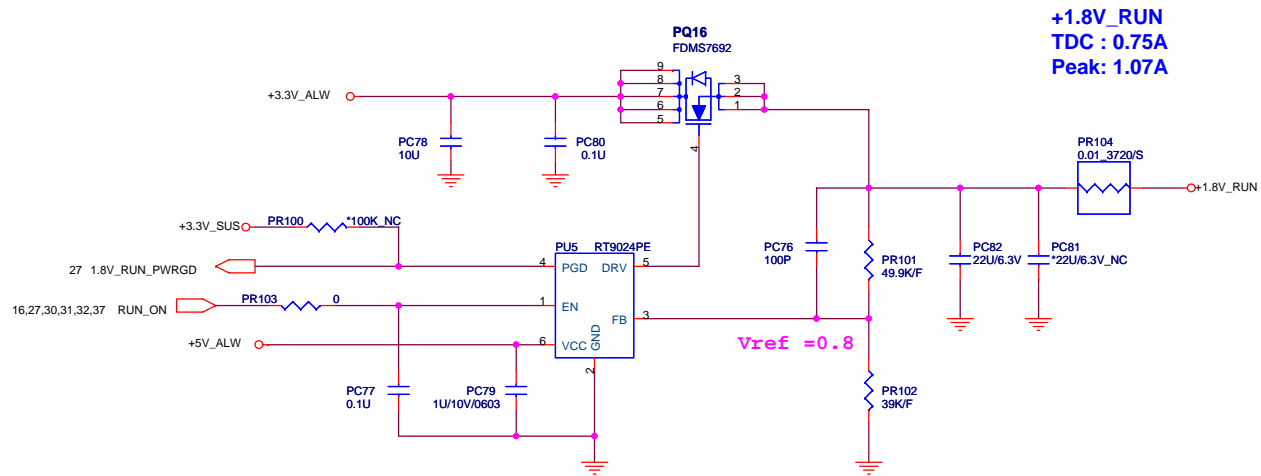 +1.8V_RUN
TDC : 0.75A
Peak: 1.07A
PQ16
FDMS7692
9
8
7
6
5
3
2
1
4
+3.3V_ALW
PC78
10U
PC80
0.1U
PR104
0.01_3720/S
+1.8V_RUN
+3.3V_SUS
PR100
*100K_NC
PU5
RT9024PE
PC76
100P
PR101
49.9K/F
PC82
22U/6.3V
PC81
*22U/6.3V_NC
27 1.8V_RUN_PWRGD
4
PGD
DRV
5
16,27,30,31,32,37 RUN_ON
PR103
0
1
EN
FB
3
+5V_ALW
6
VCC
GND
2
Vref =0.8
PC77
0.1U
PC79
1U/10V/0603
PR102
39K/F